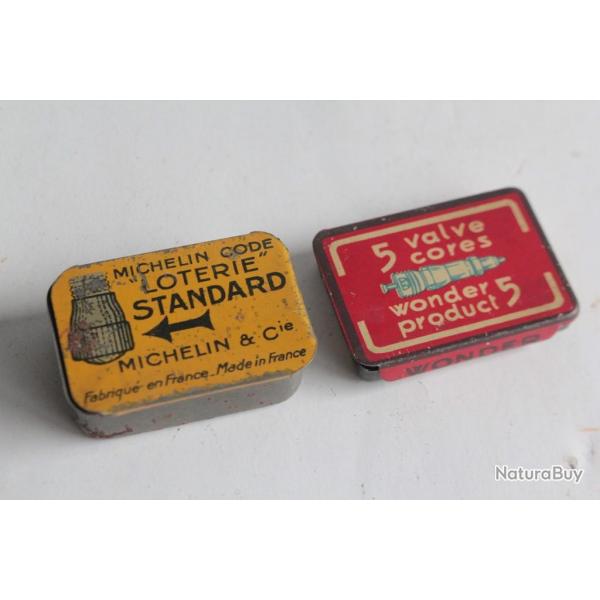 MICHELIN CODE
"LOTERIE"
STANDARD
MICHELIN & Cie
Fabriqué en France. Made in France
5 valve
cores
wonder
product 5
WONDER
NaturaBuy